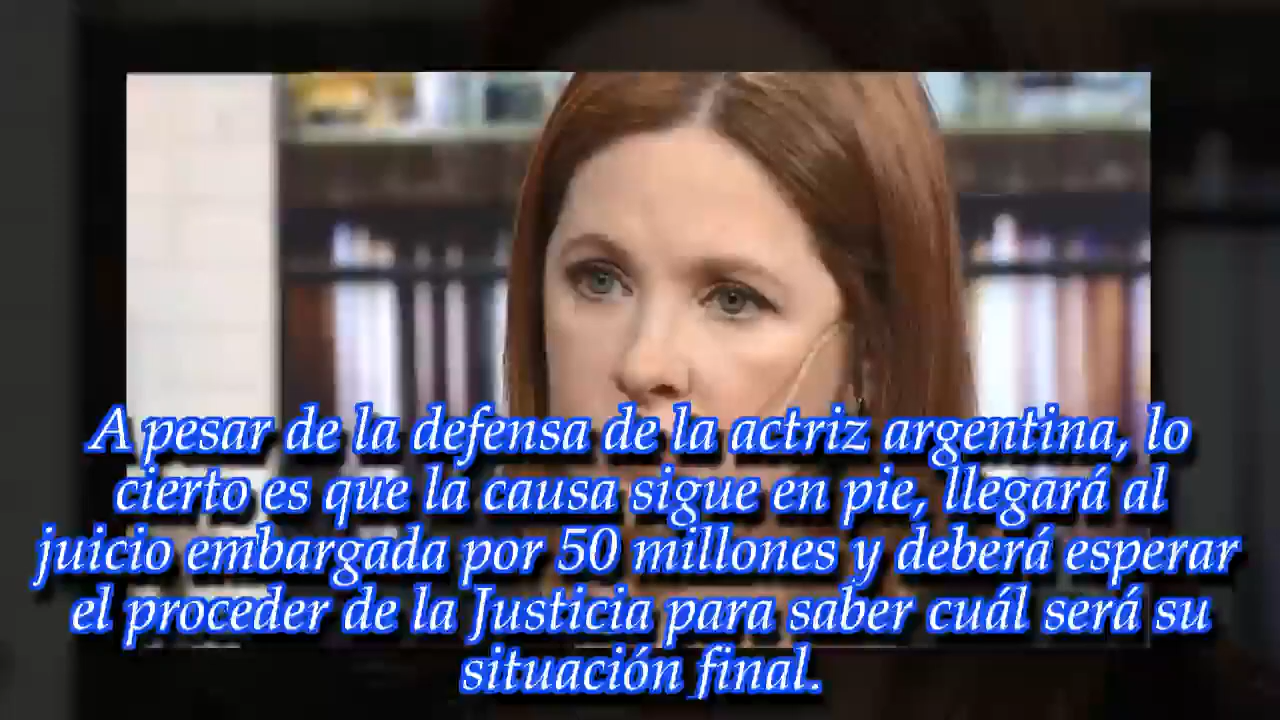 A pesar de la defensa de la actriz argentina, lo
cierto es que la causa sigue en pie, llegará al
juicio embargada por 50 millones y deberá esperar
el proceder de la Justicia para saber cuál será su
situación final.